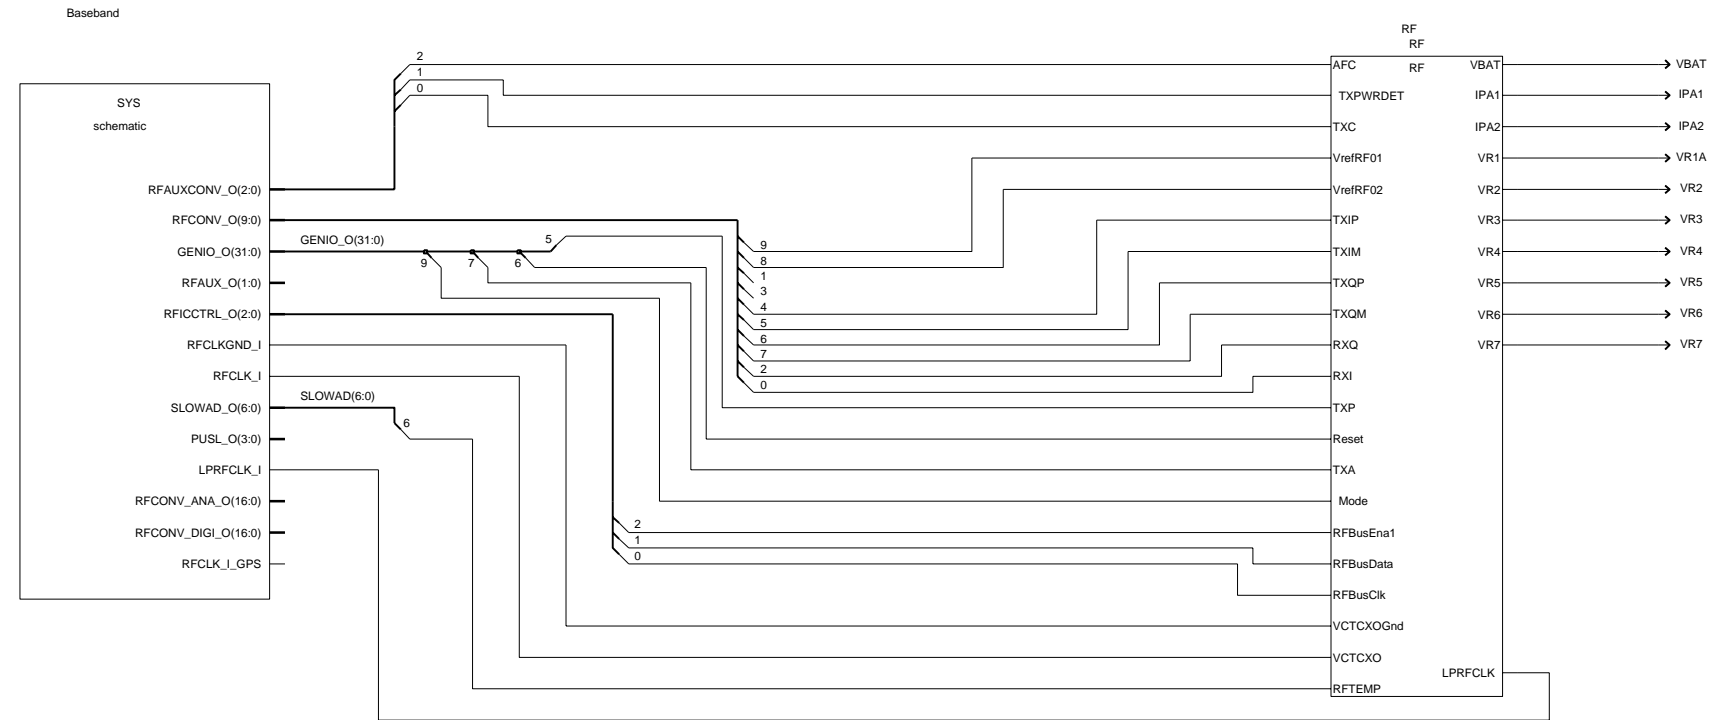 Baseband
SYS
schematic
RFAUXCONV_O(2:0)
RFCONV_O(9:0)
GENIO_O(31:0)
RFAUX_O(1:0)
RFICCTRL_O(2:0)
RFCLKGND_I
RFCLK_I
SLOWAD_O(6:0)
PUSL_O(3:0)
LPRFCLK_I
RFCONV_ANA_O(16:0)
RFCONV_DIGI_O(16:0)
RFCLK_I_GPS
2
1
0
GENIO_O(31:0)
5
9
7
6
SLOWAD(6:0)
6
9
8
1
3
4
5
6
7
2
0
2
1
0
RF
RF
RF
AFC
TXPWRDET
TXC
VrefRF01
VrefRF02
TXIP
TXIM
TXQP
TXQM
RXQ
RXI
TXP
Reset
TXA
Mode
RFBusEna1
RFBusData
RFBusClk
VCTCXOGnd
VCTCXO
RFTEMP
VBAT
IPA1
IPA2
VR1
VR2
VR3
VR4
VR5
VR6
VR7
LPRFCLK
VBAT
IPA1
IPA2
VR1A
VR2
VR3
VR4
VR5
VR6
VR7